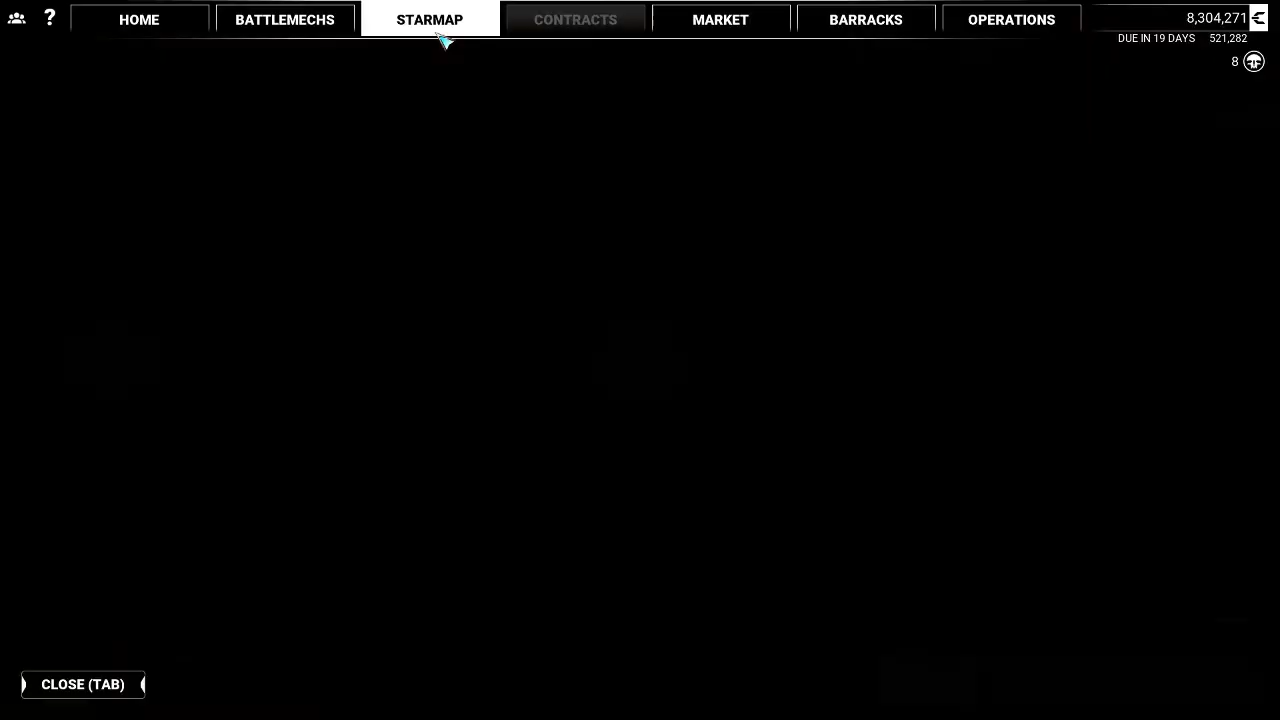 ? HOME BATTLEMECHS STARMAP CONTRACTS MARKET BARRACKS OPERATIONS 8,304,271
DUE IN 19 DAYS 521,282
8
CLOSE (TAB)